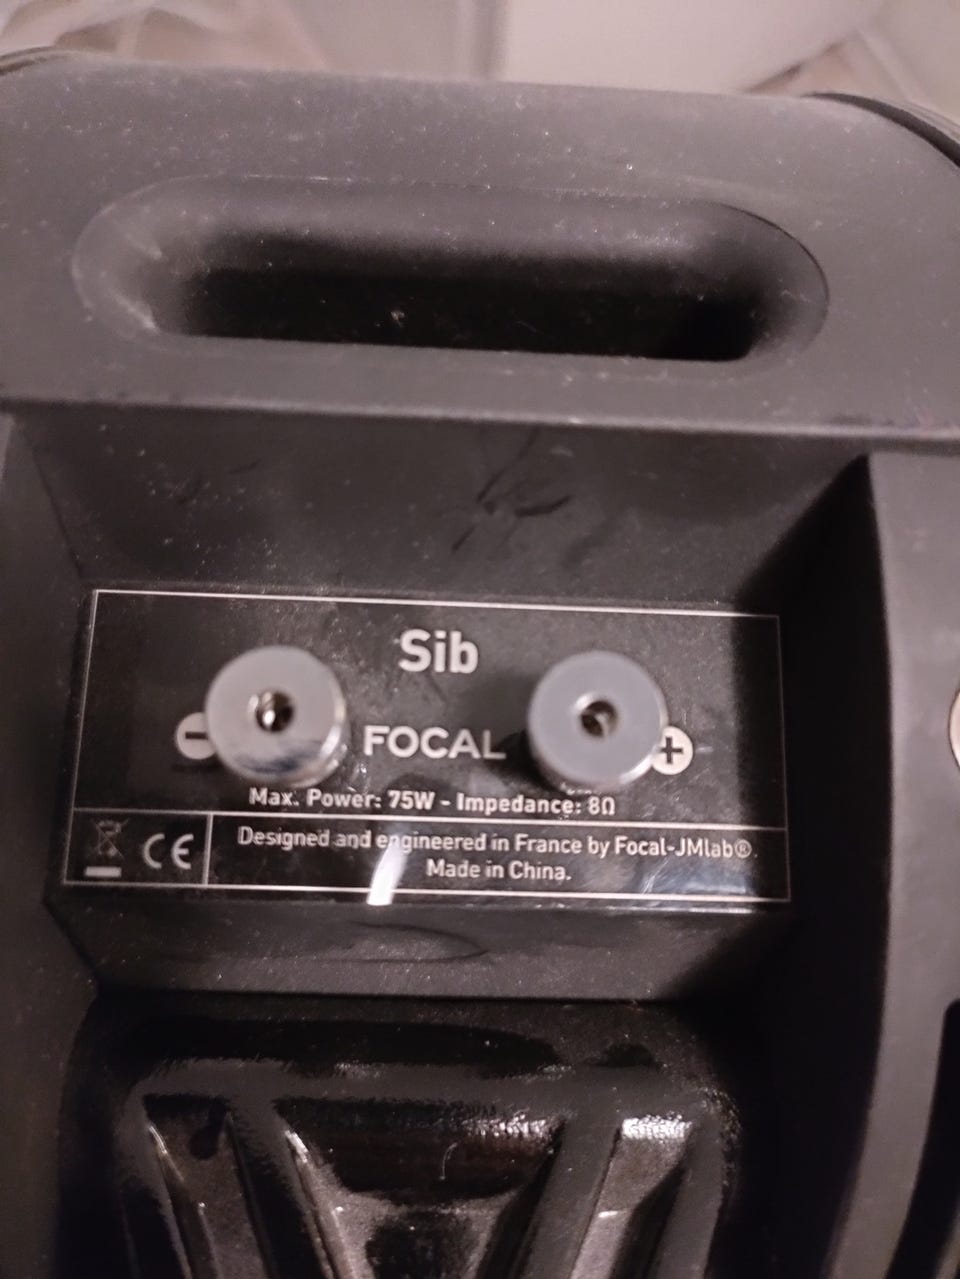 Sib
- FOCAL +
Max. Power: 75W - Impedance: 8Ω
CE
Designed and engineered in France by Focal-JMlab®.
Made in China.